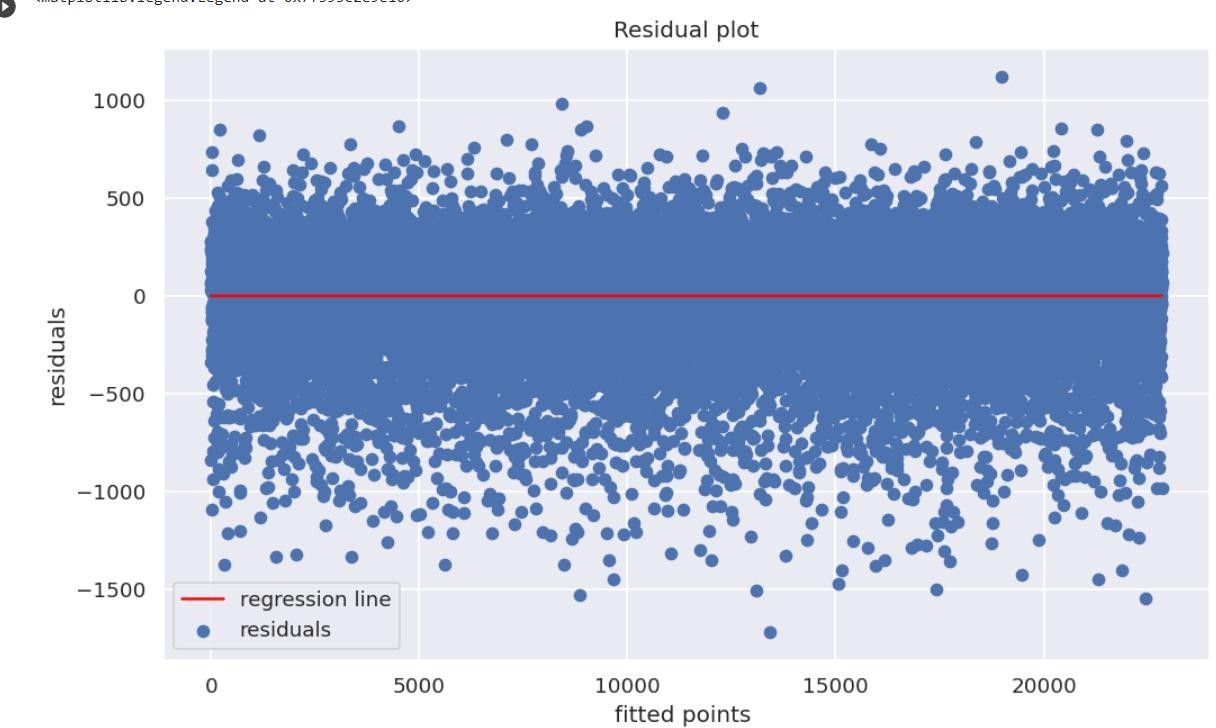 Residual plot
1000
500
0
−500
−1000
−1500
residuals
regression line
residuals
0 5000 10000 15000 20000
fitted points